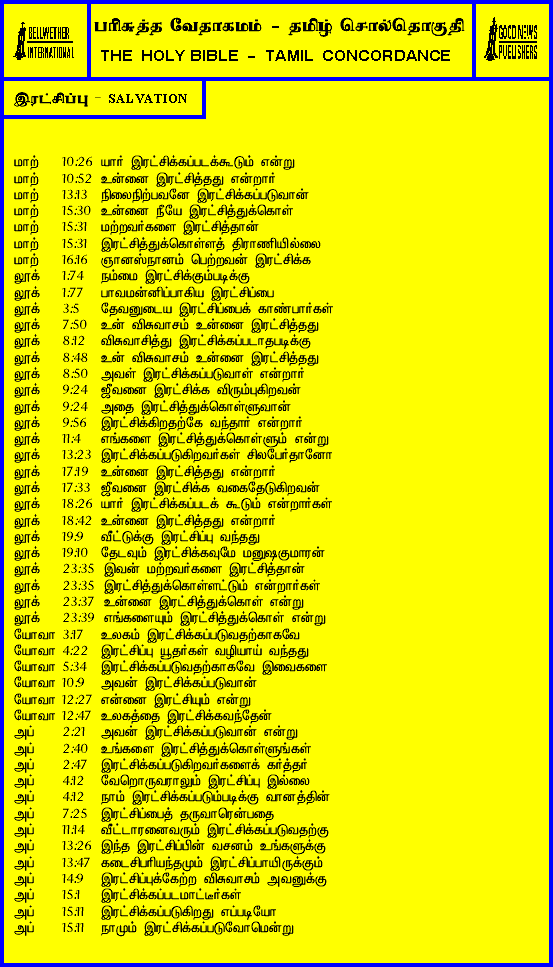 BELLWETHER
INTERNATIONAL
பரிசுத்த வேதாகமம் - தமிழ் சொல்தொகுதி
THE HOLY BIBLE - TAMIL CONCORDANCE
GOOD NEWS
PUBLISHERS
இரட்சிப்பு - SALVATION
மாற் 10:26 யார் இரட்சிக்கப்படக்கூடும் என்று
மாற் 10:52 உன்னை இரட்சித்தது என்றார்
மாற் 13:13 நிலைநிற்பவனே இரட்சிக்கப்படுவான்
மாற் 15:30 உன்னை நீயே இரட்சித்துக்கொள்
மாற் 15:31 மற்றவர்களை இரட்சித்தான்
மாற் 15:31 இரட்சித்துக்கொள்ளத் திராணியில்லை
மாற் 16:16 ஞானஸ்நானம் பெற்றவன் இரட்சிக்க
லூக் 1:74 நம்மை இரட்சிக்கும்படிக்கு
லூக் 1:77 பாவமன்னிப்பாகிய இரட்சிப்பை
லூக் 3:5 தேவனுடைய இரட்சிப்பைக் காண்பார்கள்
லூக் 7:50 உன் விசுவாசம் உன்னை இரட்சித்தது
லூக் 8:12 விசுவாசித்து இரட்சிக்கப்படாதபடிக்கு
லூக் 8:48 உன் விசுவாசம் உன்னை இரட்சித்தது
லூக் 8:50 அவள் இரட்சிக்கப்படுவாள் என்றார்
லூக் 9:24 ஜீவனை இரட்சிக்க விரும்புகிறவன்
லூக் 9:24 அதை இரட்சித்துக்கொள்ளுவான்
லூக் 9:56 இரட்சிக்கிறதற்கே வந்தார் என்றார்
லூக் 11:4 எங்களை இரட்சித்துக்கொள்ளும் என்று
லூக் 13:23 இரட்சிக்கப்படுகிறவர்கள் சிலபேர்தானோ
லூக் 17:19 உன்னை இரட்சித்தது என்றார்
லூக் 17:33 ஜீவனை இரட்சிக்க வகைதேடுகிறவன்
லூக் 18:26 யார் இரட்சிக்கப்படக் கூடும் என்றார்கள்
லூக் 18:42 உன்னை இரட்சித்தது என்றார்
லூக் 19:9 வீட்டுக்கு இரட்சிப்பு வந்தது
லூக் 19:10 தேடவும் இரட்சிக்கவுமே மனுஷகுமாரன்
லூக் 23:35 இவன் மற்றவர்களை இரட்சித்தான்
லூக் 23:35 இரட்சித்துக்கொள்ளட்டும் என்றார்கள்
லூக் 23:37 உன்னை இரட்சித்துக்கொள் என்று
லூக் 23:39 எங்களையும் இரட்சித்துக்கொள் என்று
யோவா 3:17 உலகம் இரட்சிக்கப்படுவதற்காகவே
யோவா 4:22 இரட்சிப்பு யூதர்கள் வழியாய் வந்தது
யோவா 5:34 இரட்சிக்கப்படுவதற்காகவே இவைகளை
யோவா 10:9 அவன் இரட்சிக்கப்படுவான்
யோவா 12:27 என்னை இரட்சியும் என்று
யோவா 12:47 உலகத்தை இரட்சிக்கவந்தேன்
அப் 2:21 அவன் இரட்சிக்கப்படுவான் என்று
அப் 2:40 உங்களை இரட்சித்துக்கொள்ளுங்கள்
அப் 2:47 இரட்சிக்கப்படுகிறவர்களைக் கர்த்தர்
அப் 4:12 வேறொருவராலும் இரட்சிப்பு இல்லை
அப் 4:12 நாம் இரட்சிக்கப்படும்படிக்கு வானத்தின்
அப் 7:25 இரட்சிப்பைத் தருவாரென்பதை
அப் 11:14 வீட்டாரனைவரும் இரட்சிக்கப்படுவதற்கு
அப் 13:26 இந்த இரட்சிப்பின் வசனம் உங்களுக்கு
அப் 13:47 கடைசிபரியந்தமும் இரட்சிப்பாயிருக்கும்
அப் 14:9 இரட்சிப்புக்கேற்ற விசுவாசம் அவனுக்கு
அப் 15:1 இரட்சிக்கப்படமாட்டீர்கள்
அப் 15:11 இரட்சிக்கப்படுகிறது எப்படியோ
அப் 15:11 நாமும் இரட்சிக்கப்படுவோமென்று